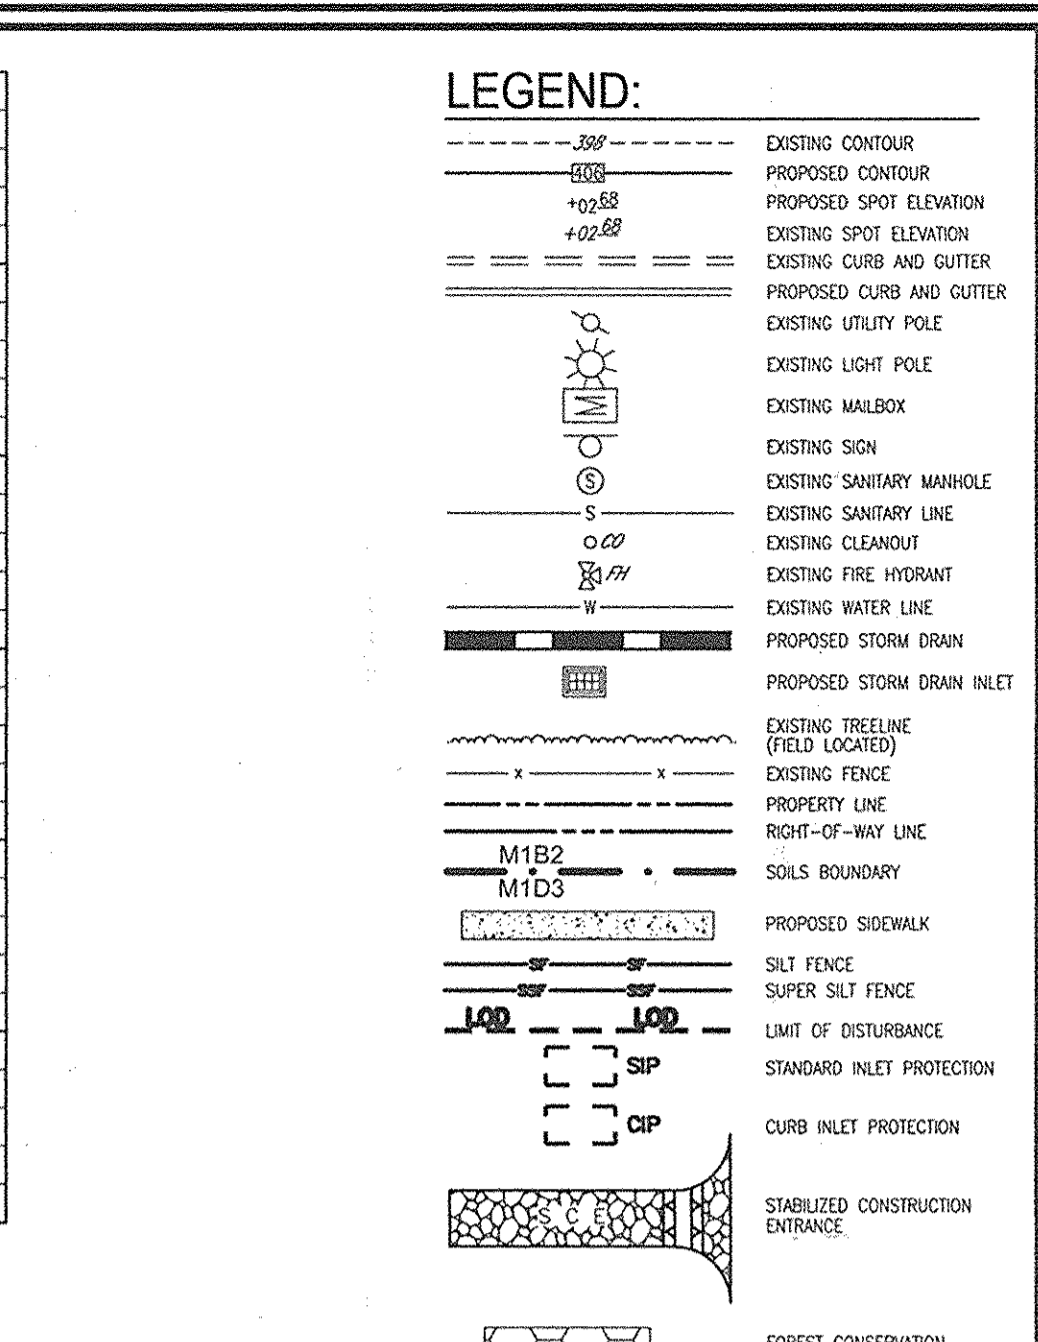 LEGEND:
398 EXISTING CONTOUR
406 PROPOSED CONTOUR
+02 68 PROPOSED SPOT ELEVATION
+02 68 EXISTING SPOT ELEVATION
EXISTING CURB AND GUTTER
PROPOSED CURB AND GUTTER
EXISTING UTILITY POLE
EXISTING LIGHT POLE
EXISTING MAILBOX
EXISTING SIGN
S EXISTING SANITARY MANHOLE
S EXISTING SANITARY LINE
CO EXISTING CLEANOUT
FH EXISTING FIRE HYDRANT
W EXISTING WATER LINE
PROPOSED STORM DRAIN
PROPOSED STORM DRAIN INLET
EXISTING TREELINE
(FIELD LOCATED)
x x EXISTING FENCE
PROPERTY LINE
RIGHT-OF-WAY LINE
M1B2
SOILS BOUNDARY
M1D3
PROPOSED SIDEWALK
SF SF SILT FENCE
SSF SSF SUPER SILT FENCE
LOD LOD
LIMIT OF DISTURBANCE
SIP STANDARD INLET PROTECTION
CIP CURB INLET PROTECTION
STABILIZED CONSTRUCTION
S C E
ENTRANCE
FOREST CONSERVATION